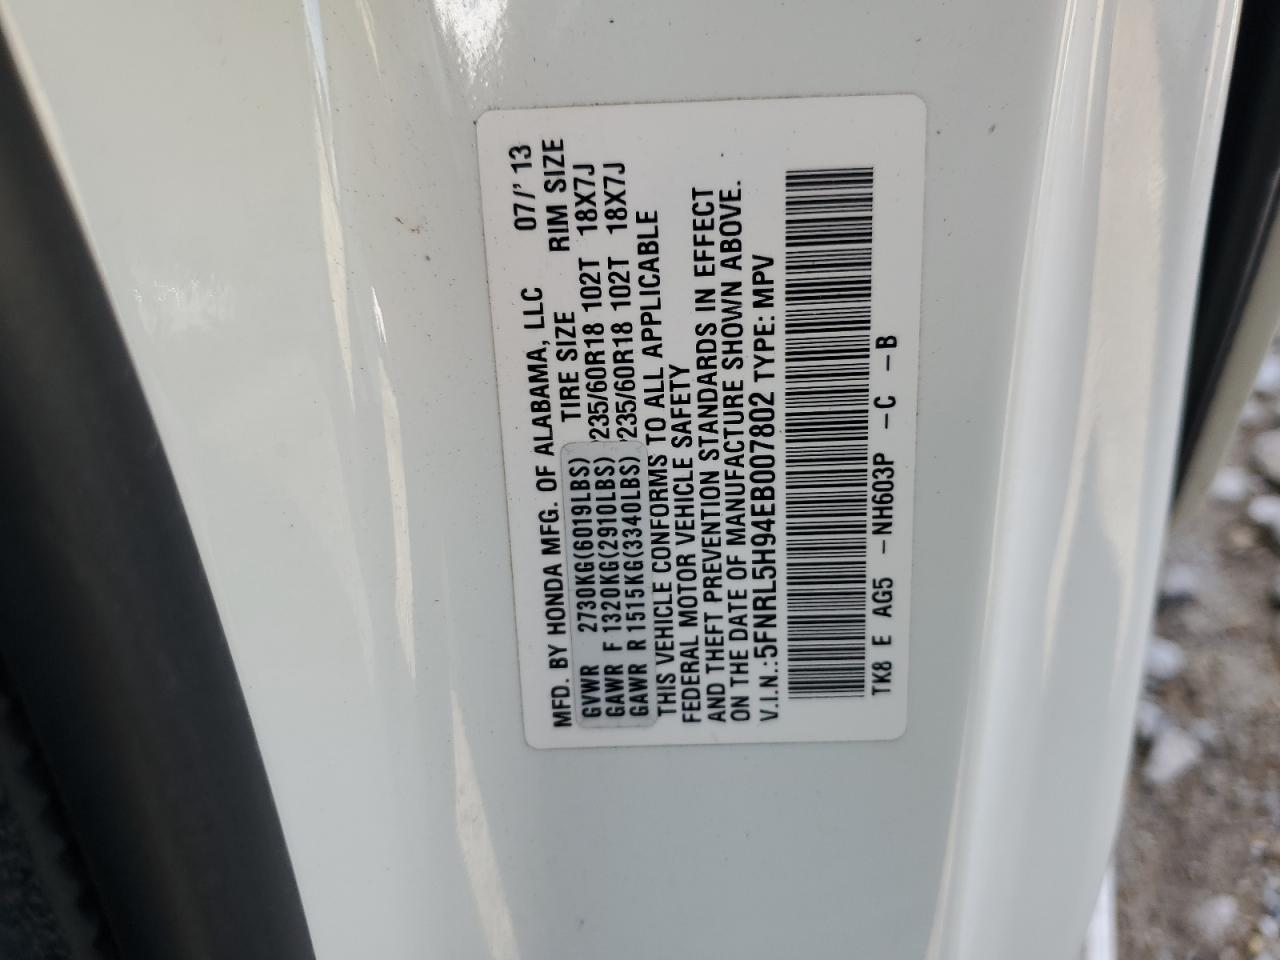 MFD. BY HONDA MFG. OF ALABAMA, LLC 07/' 13
TIRE SIZE RIM SIZE
GVWR 2730KG(6019LBS)
GAWR F 1320KG(2910LBS) P235/60R18 102T 18X7J
GAWR R 1515KG(3340LBS) P235/60R18 102T 18X7J
THIS VEHICLE CONFORMS TO ALL APPLICABLE
FEDERAL MOTOR VEHICLE SAFETY
AND THEFT PREVENTION STANDARDS IN EFFECT
ON THE DATE OF MANUFACTURE SHOWN ABOVE.
V.I.N.:5FNRL5H94EB007802 TYPE: MPV
TK8 E AG5 -NH603P -C -B